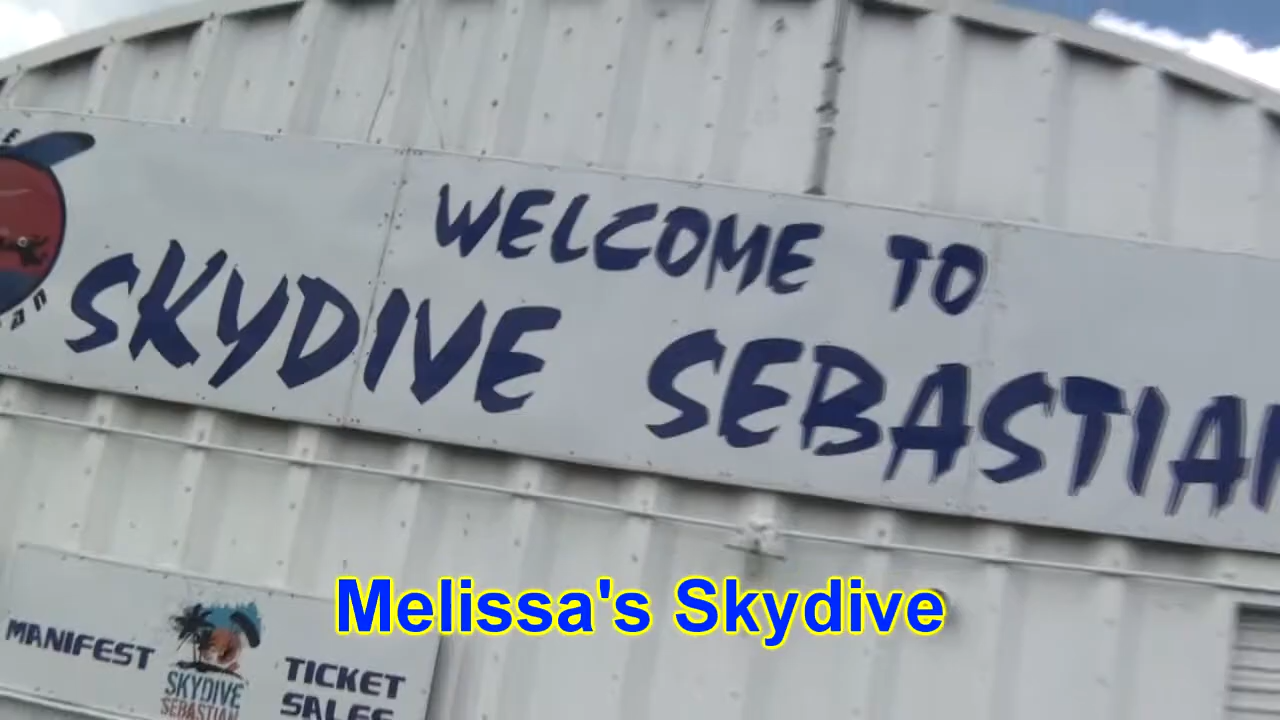 WELCOME TO
SKYDIVE SEBASTIAN
MANIFEST
SKYDIVE
SEBASTIAN
TICKET
SALES
Melissa's Skydive